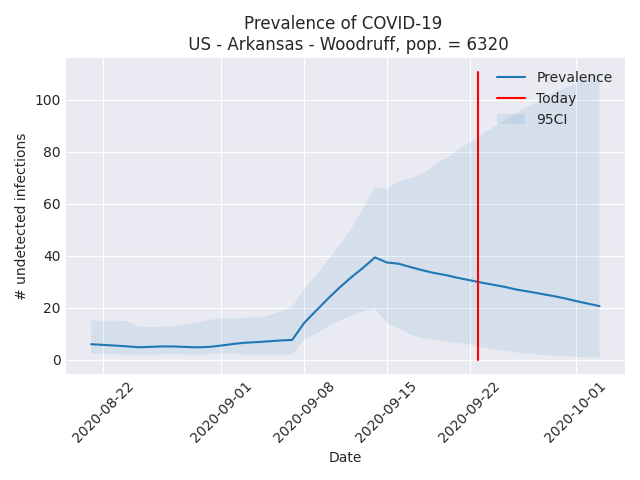 Prevalence of COVID-19
US - Arkansas - Woodruff, pop. = 6320
Prevalence
Today
95CI
# undetected infections
100
80
60
40
20
0
2020-08-22
2020-09-01
2020-09-08
2020-09-15
2020-09-22
2020-10-01
Date